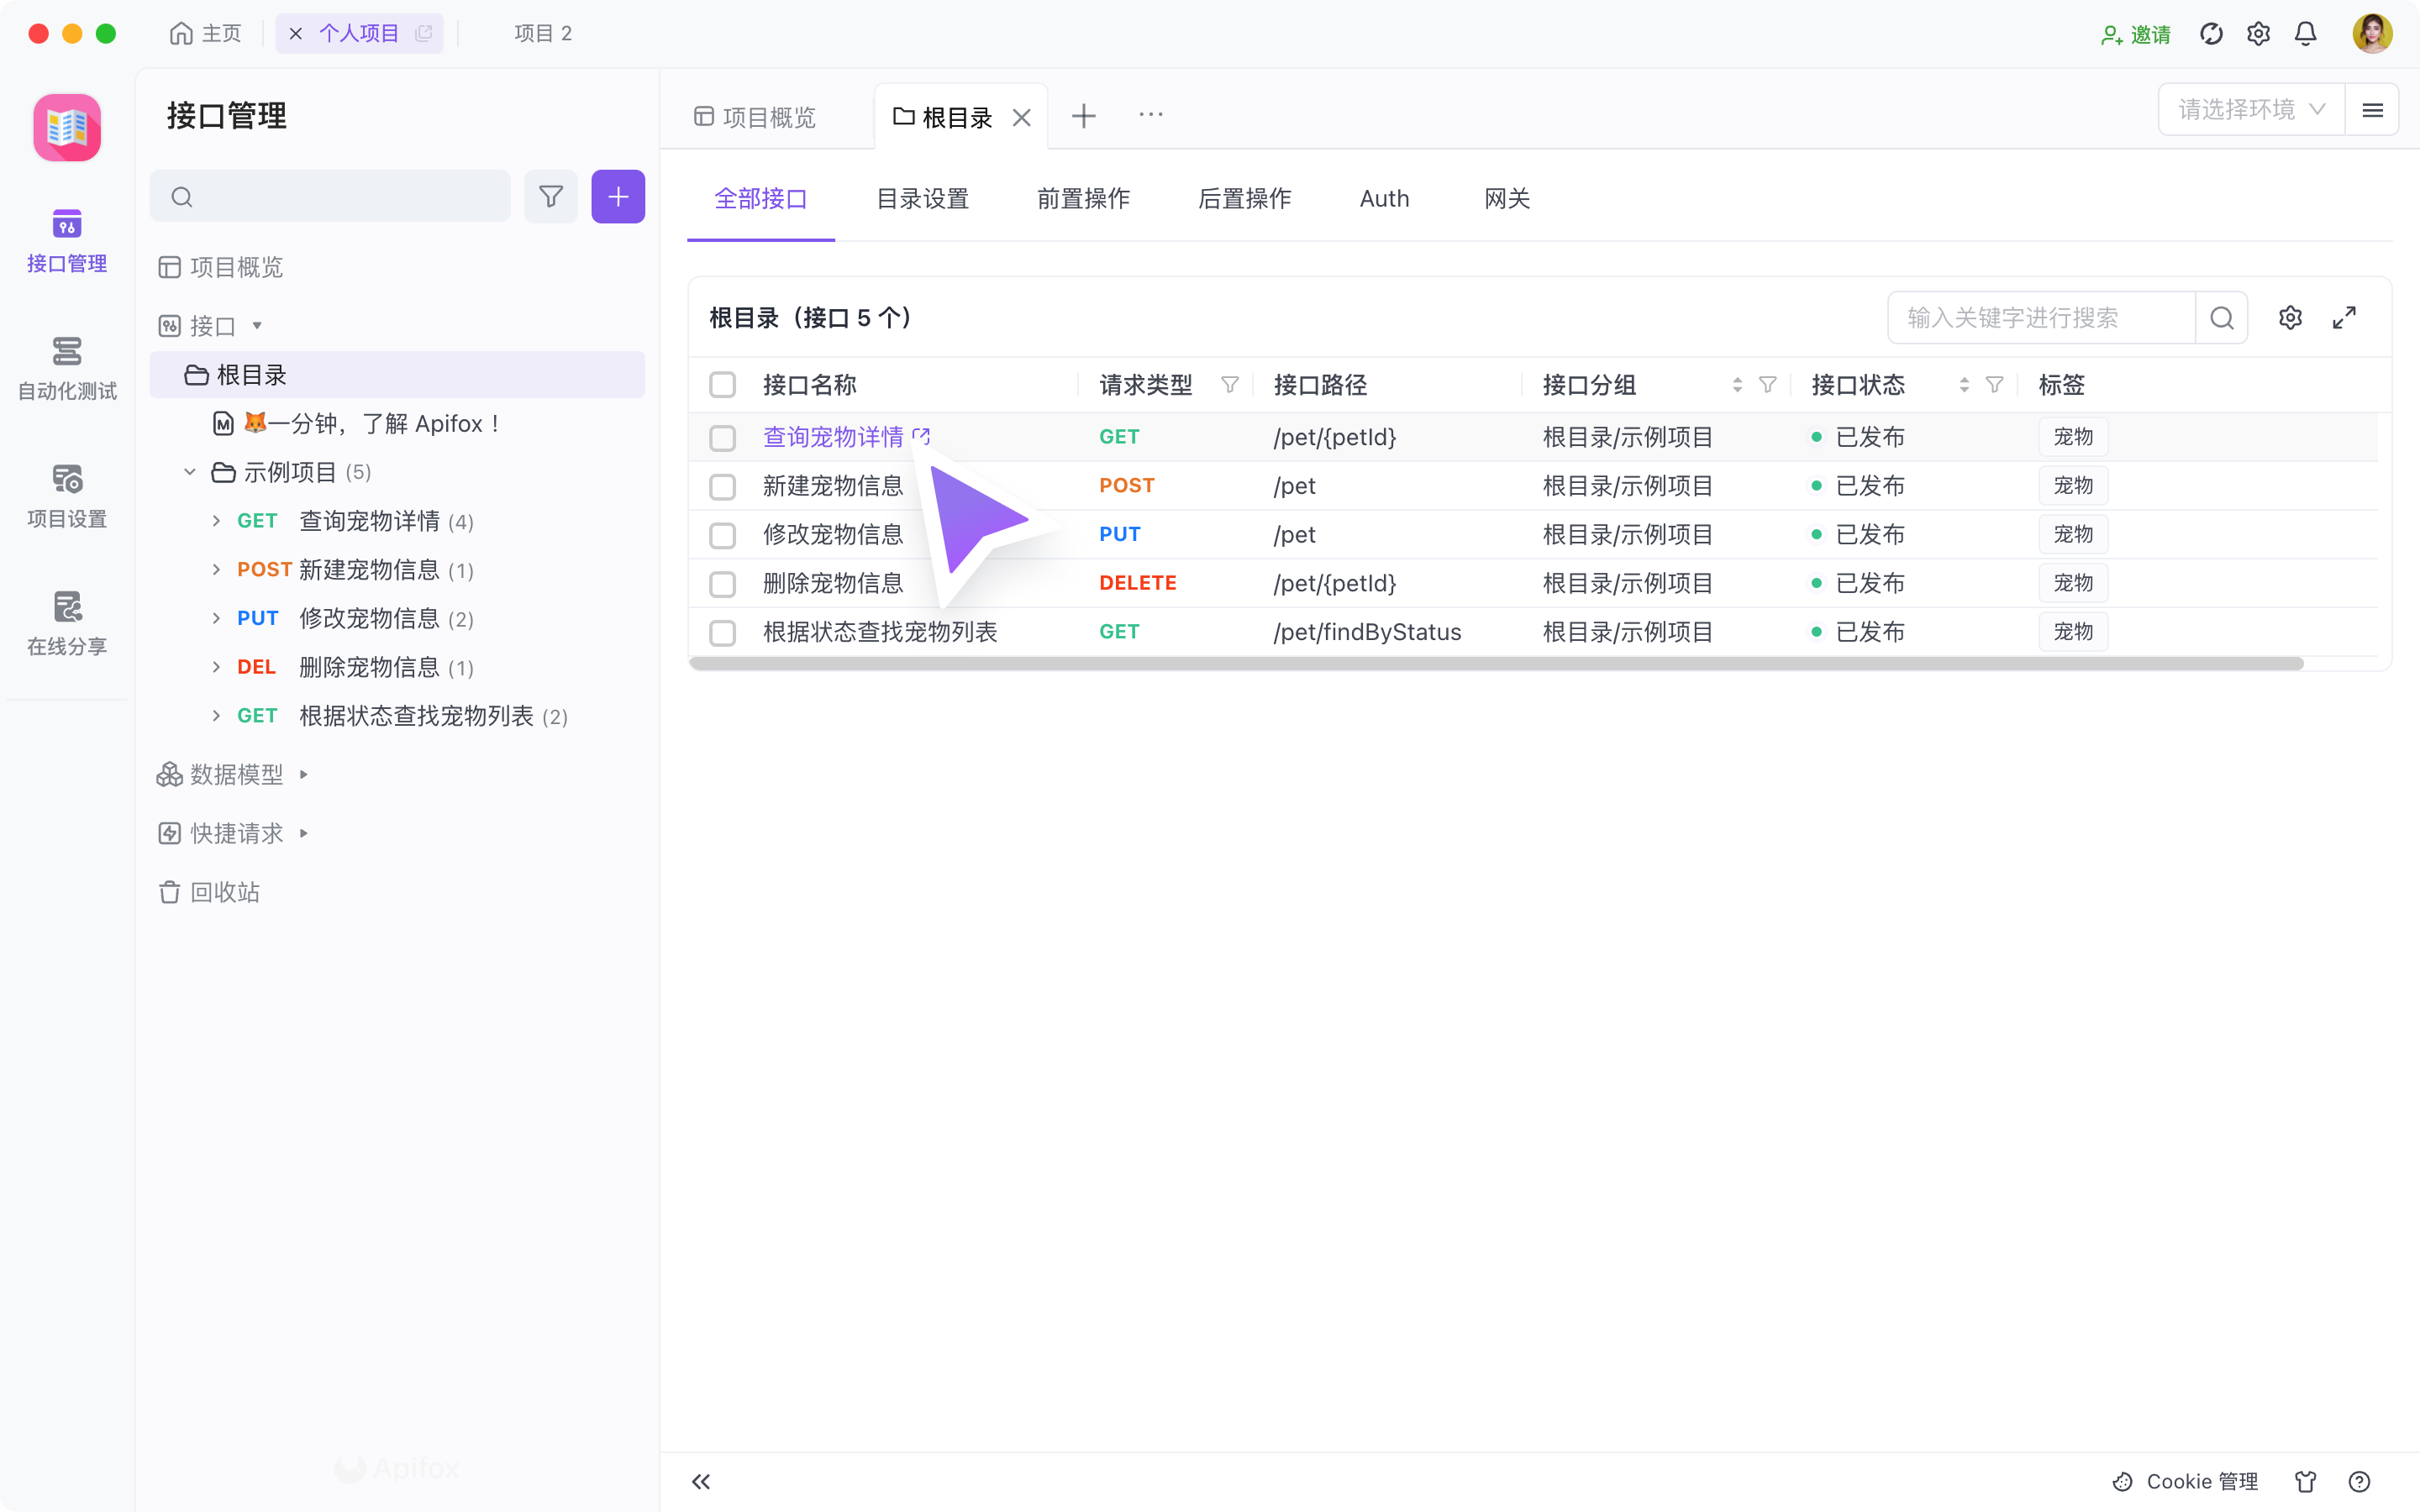 主页
个人项目
项目 2
邀请
接口管理
自动化测试
项目设置
在线分享
接口管理
项目概览
接口
根目录
🦊一分钟，了解 Apifox！
示例项目 (5)
GET 查询宠物详情 (4)
POST 新建宠物信息 (1)
PUT 修改宠物信息 (2)
DEL 删除宠物信息 (1)
GET 根据状态查找宠物列表 (2)
数据模型
快捷请求
回收站
Apifox
项目概览
根目录
请选择环境
全部接口 目录设置 前置操作 后置操作 Auth 网关
根目录（接口 5 个）
输入关键字进行搜索
接口名称 请求类型 接口路径 接口分组 接口状态 标签
查询宠物详情 GET /pet/{petId} 根目录/示例项目 已发布 宠物
新建宠物信息 POST /pet 根目录/示例项目 已发布 宠物
修改宠物信息 PUT /pet 根目录/示例项目 已发布 宠物
删除宠物信息 DELETE /pet/{petId} 根目录/示例项目 已发布 宠物
根据状态查找宠物列表 GET /pet/findByStatus 根目录/示例项目 已发布 宠物
Cookie 管理